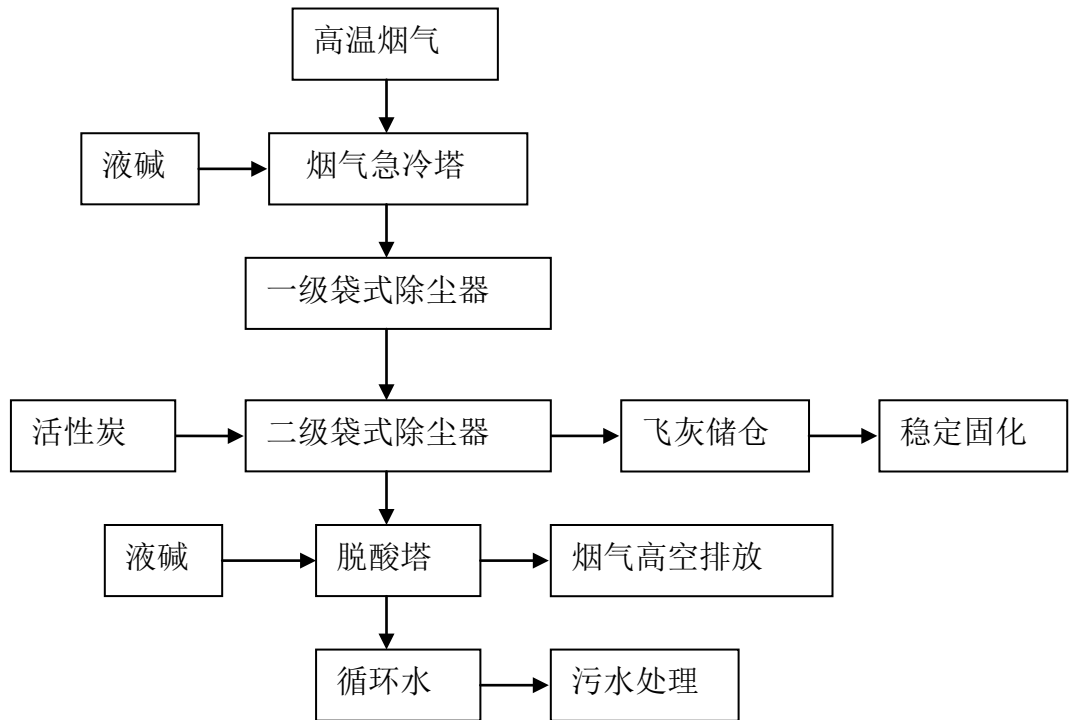 高温烟气
液碱
烟气急冷塔
一级袋式除尘器
活性炭
二级袋式除尘器
飞灰储仓
稳定固化
液碱
脱酸塔
烟气高空排放
循环水
污水处理